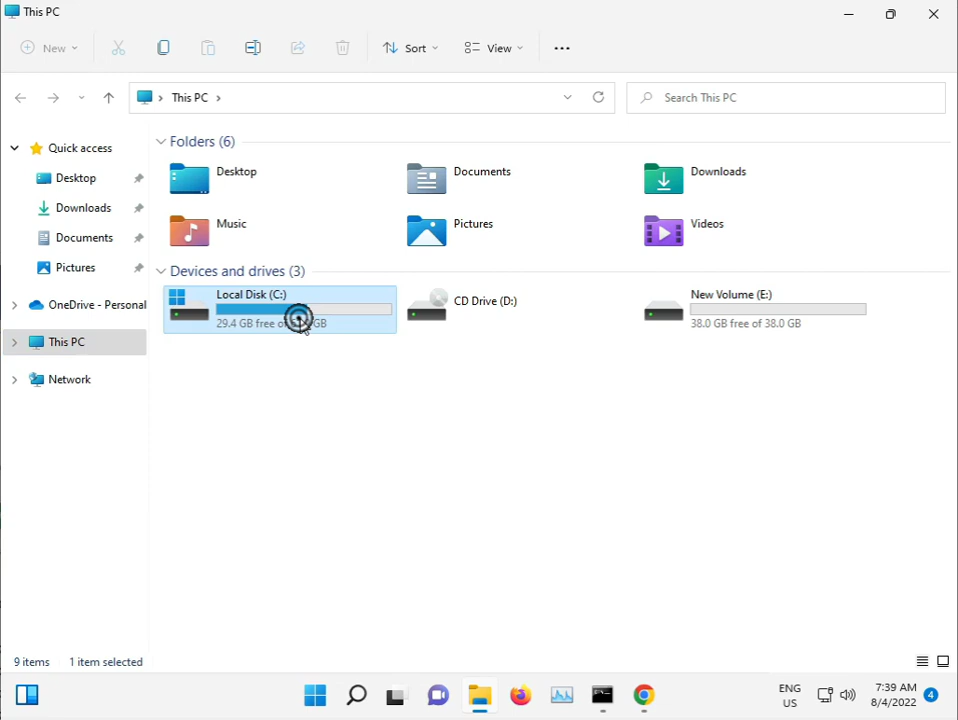 This PC
New
Sort
View
This PC
Search This PC
Quick access
Desktop
Downloads
Documents
Pictures
OneDrive - Personal
This PC
Network
Folders (6)
Desktop
Documents
Downloads
Music
Pictures
Videos
Devices and drives (3)
Local Disk (C:)
29.4 GB free of GB
CD Drive (D:)
New Volume (E:)
38.0 GB free of 38.0 GB
9 items
1 item selected
ENG
US
7:39 AM
8/4/2022
4